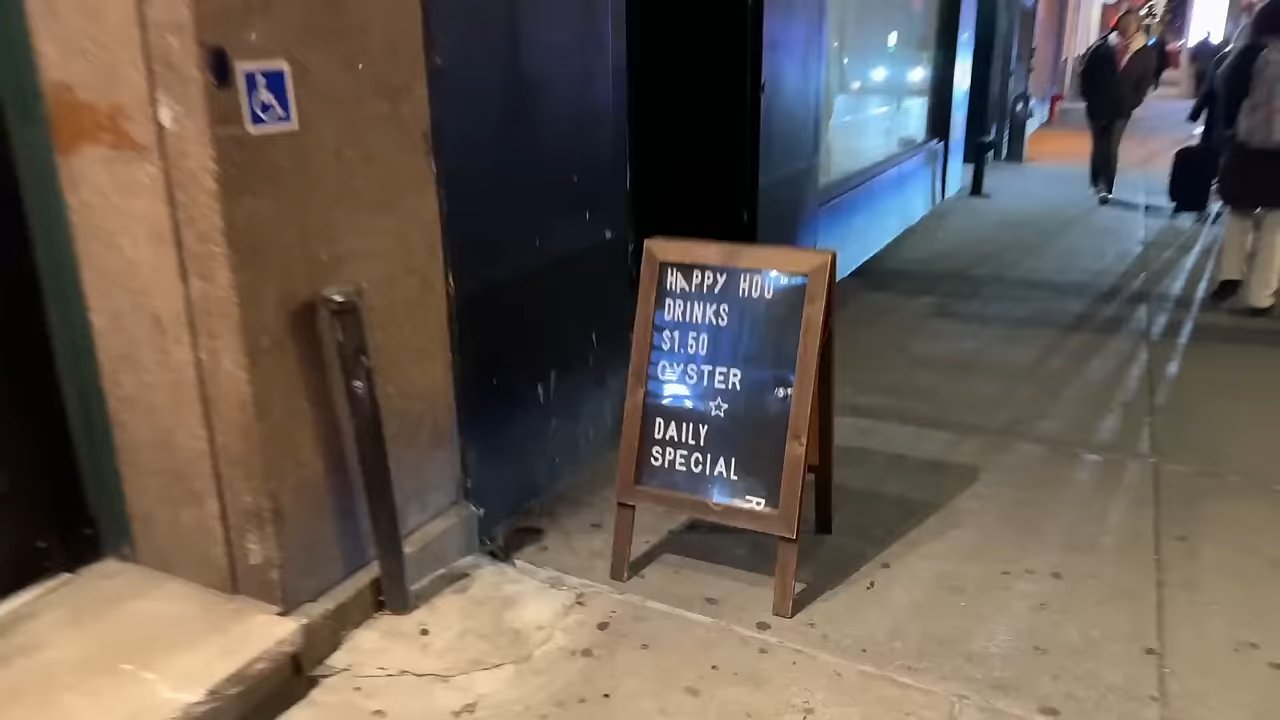 HAPPY HOU
DRINKS
$1.50
OYSTER
☆
DAILY
SPECIAL
R